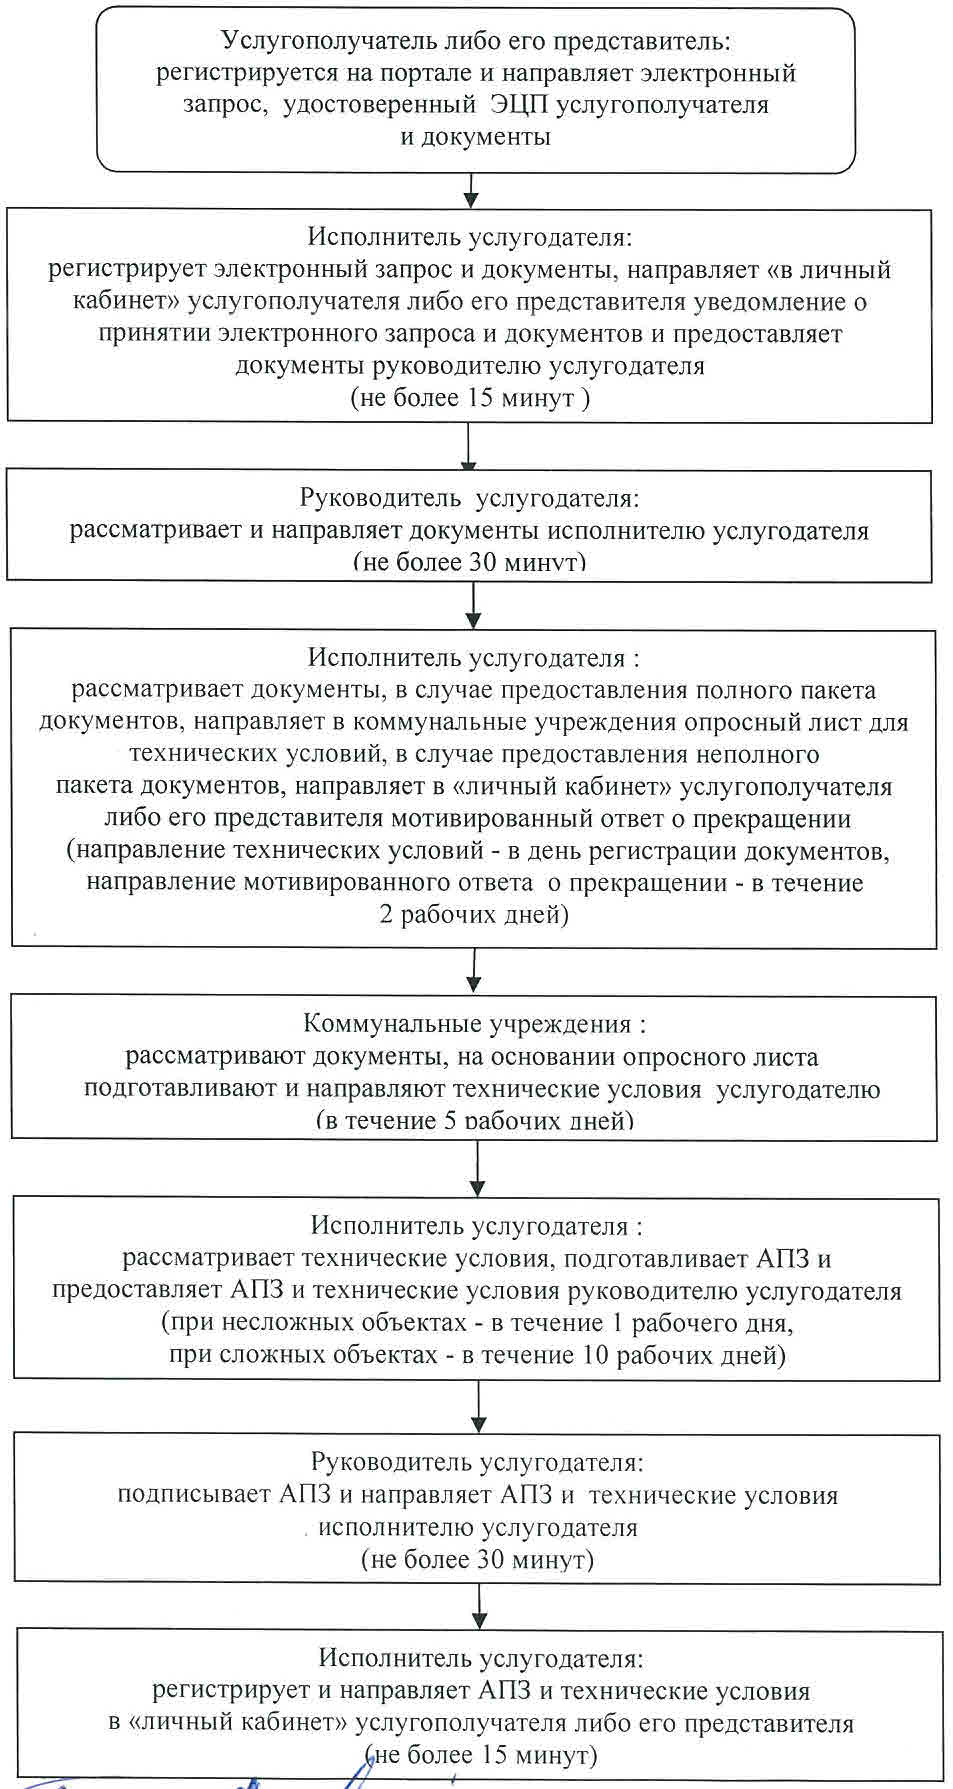 Услугополучатель либо его представитель:
регистрируется на портале и направляет электронный
запрос, удостоверенный ЭЦП услугополучателя
и документы
Исполнитель услугодателя:
регистрирует электронный запрос и документы, направляет «в личный
кабинет» услугополучателя либо его представителя уведомление о
принятии электронного запроса и документов и предоставляет
документы руководителю услугодателя
(не более 15 минут )
Руководитель услугодателя:
рассматривает и направляет документы исполнителю услугодателя
(не более 30 минут)
Исполнитель услугодателя :
рассматривает документы, в случае предоставления полного пакета
документов, направляет в коммунальные учреждения опросный лист для
технических условий, в случае предоставления неполного
пакета документов, направляет в «личный кабинет» услугополучателя
либо его представителя мотивированный ответ о прекращении
(направление технических условий - в день регистрации документов,
направление мотивированного ответа о прекращении - в течение
2 рабочих дней)
Коммунальные учреждения :
рассматривают документы, на основании опросного листа
подготавливают и направляют технические условия услугодателю
(в течение 5 рабочих дней)
Исполнитель услугодателя :
рассматривает технические условия, подготавливает АПЗ и
предоставляет АПЗ и технические условия руководителю услугодателя
(при несложных объектах - в течение 1 рабочего дня,
при сложных объектах - в течение 10 рабочих дней)
Руководитель услугодателя:
подписывает АПЗ и направляет АПЗ и технические условия
исполнителю услугодателя
(не более 30 минут)
Исполнитель услугодателя:
регистрирует и направляет АПЗ и технические условия
в «личный кабинет» услугополучателя либо его представителя
(не более 15 минут)